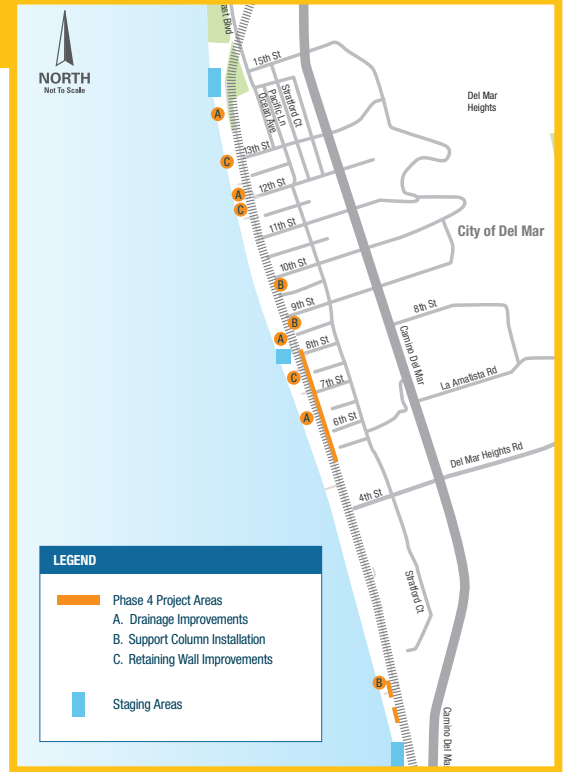 ast Blvd
NORTH
Not To Scale
15th St
Stratford Ct
Pacific Ln
Ocean Ave
Del Mar
Heights
A
13th St
C
A
12th St
C
11th St
City of Del Mar
10th St
B
9th St
8th St
B
A
8th St
Camino Del Mar
C
7th St
La Amatista Rd
A
6th St
Del Mar Heights Rd
4th St
Stratford Ct
LEGEND
Phase 4 Project Areas
A. Drainage Improvements
B. Support Column Installation
C. Retaining Wall Improvements
Staging Areas
B
Camino Del Ma